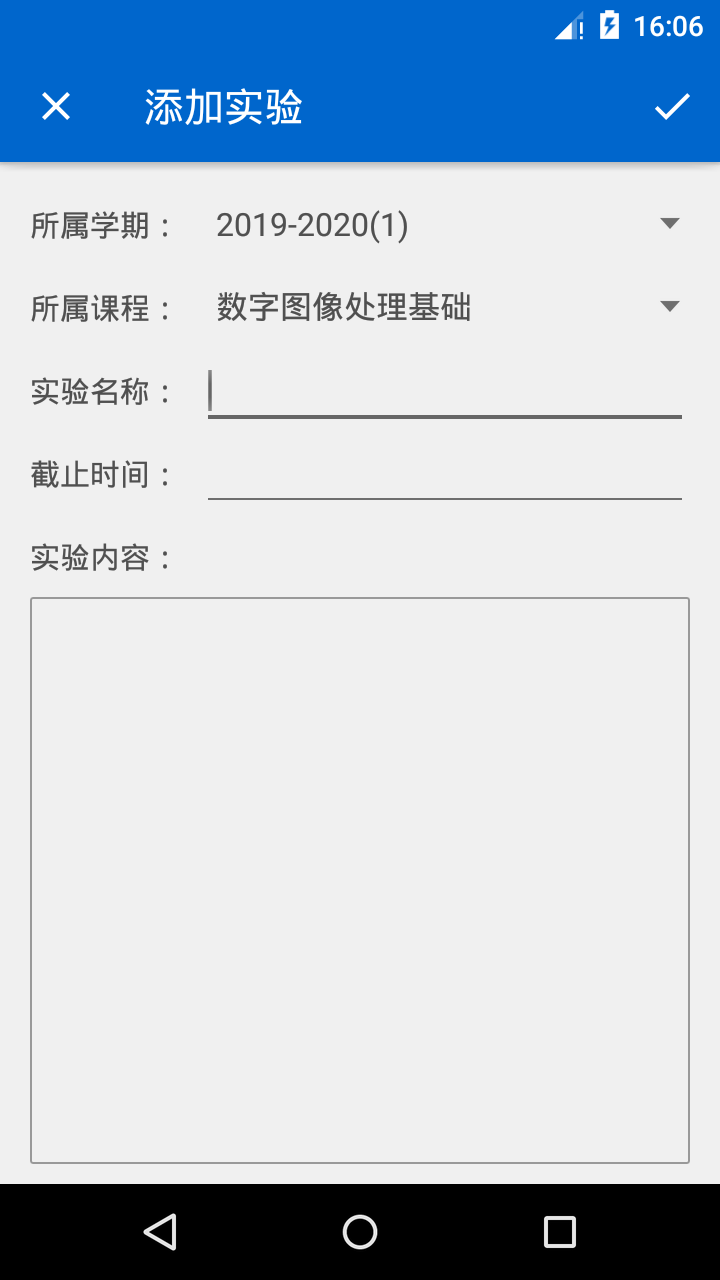 16:06
添加实验
所属学期： 2019-2020(1)
所属课程： 数字图像处理基础
实验名称：
截止时间：
实验内容：